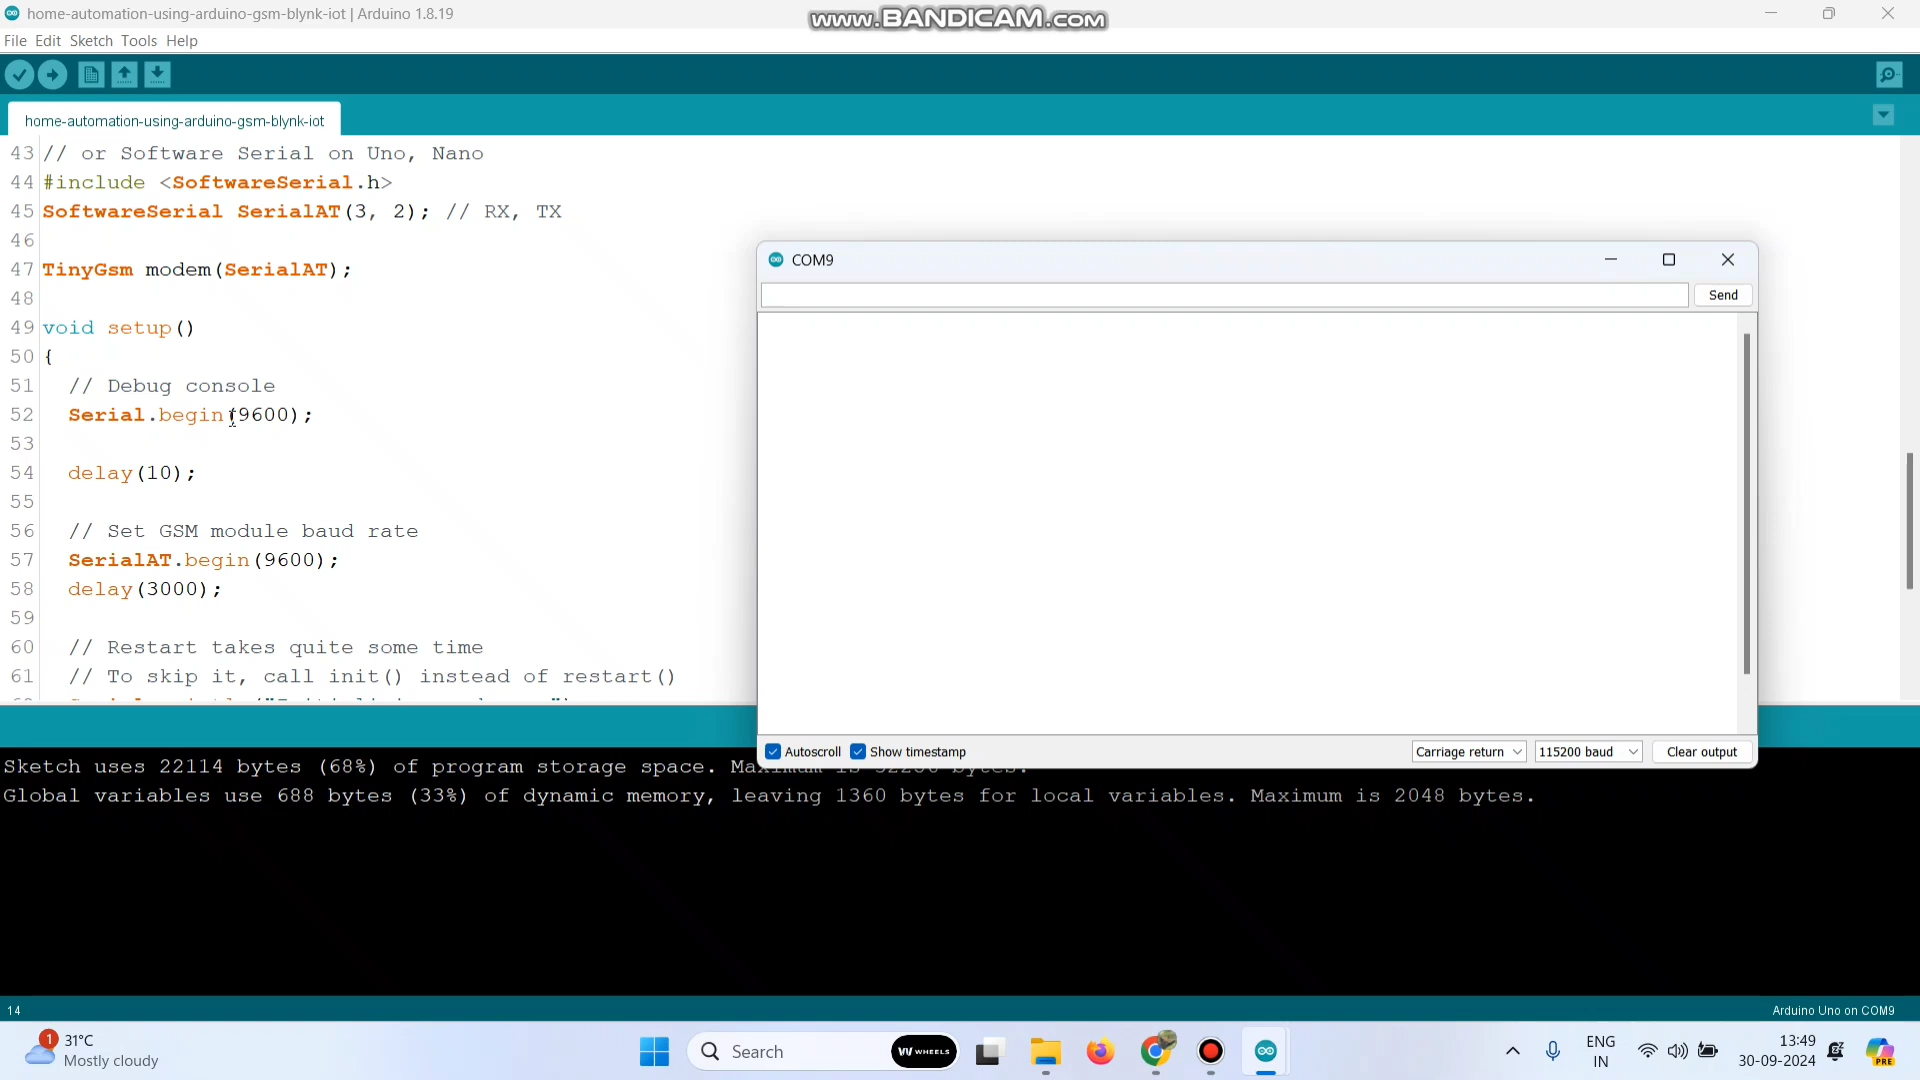 home-automation-using-arduino-gsm-blynk-iot | Arduino 1.8.19
www.BANDICAM.com
File Edit Sketch Tools Help
home-automation-using-arduino-gsm-blynk-iot
43 // or Software Serial on Uno, Nano
44 #include <SoftwareSerial.h>
45 SoftwareSerial SerialAT(3, 2); // RX, TX
46
47 TinyGsm modem(SerialAT);
48
49 void setup()
50 {
51 // Debug console
52 Serial.begin(9600);
53
54 delay(10);
55
56 // Set GSM module baud rate
57 SerialAT.begin(9600);
58 delay(3000);
59
60 // Restart takes quite some time
61 // To skip it, call init() instead of restart()
COM9
Send
Autoscroll Show timestamp Carriage return 115200 baud Clear output
Sketch uses 22114 bytes (68%) of program storage space. Maximum is 32256 bytes.
Global variables use 688 bytes (33%) of dynamic memory, leaving 1360 bytes for local variables. Maximum is 2048 bytes.
14 Arduino Uno on COM9
1
31°C
Mostly cloudy
Search
WHEELS
ENG
IN
13:49
30-09-2024
PRE